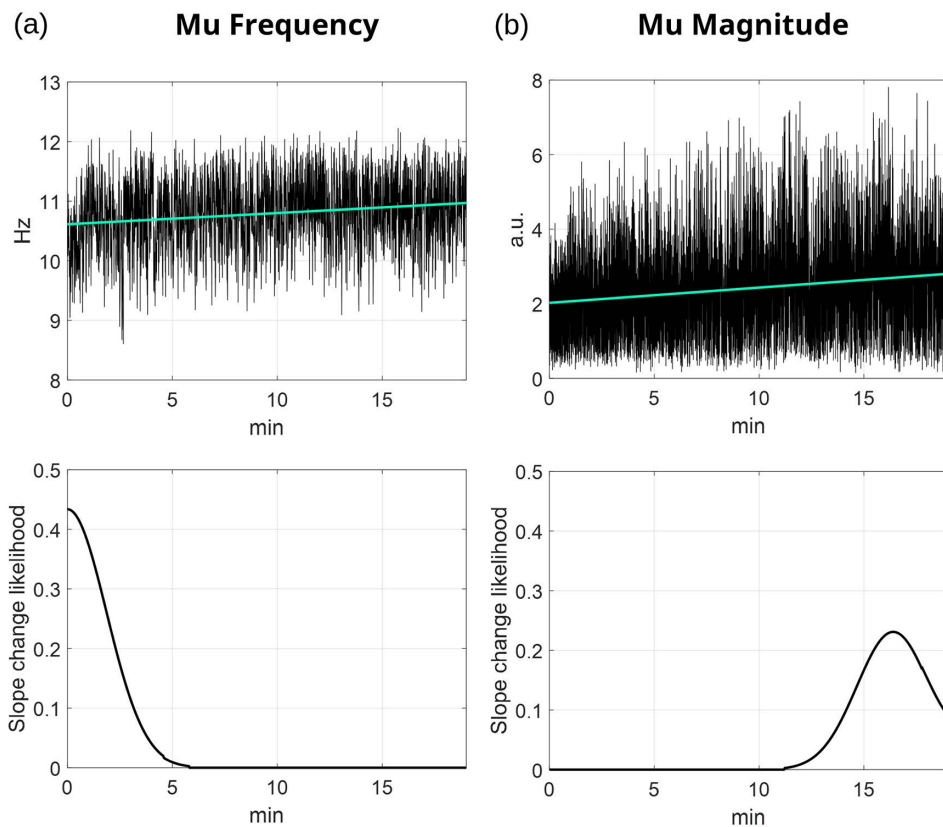 (a) Mu Frequency
13
12
11
10
9
8
Hz
0 5 10 15
min
(b) Mu Magnitude
8
6
4
2
0
a.u.
0 5 10 15
min
0.5
0.4
0.3
0.2
0.1
0
Slope change likelihood
0 5 10 15
min
0.5
0.4
0.3
0.2
0.1
0
Slope change likelihood
0 5 10 15
min